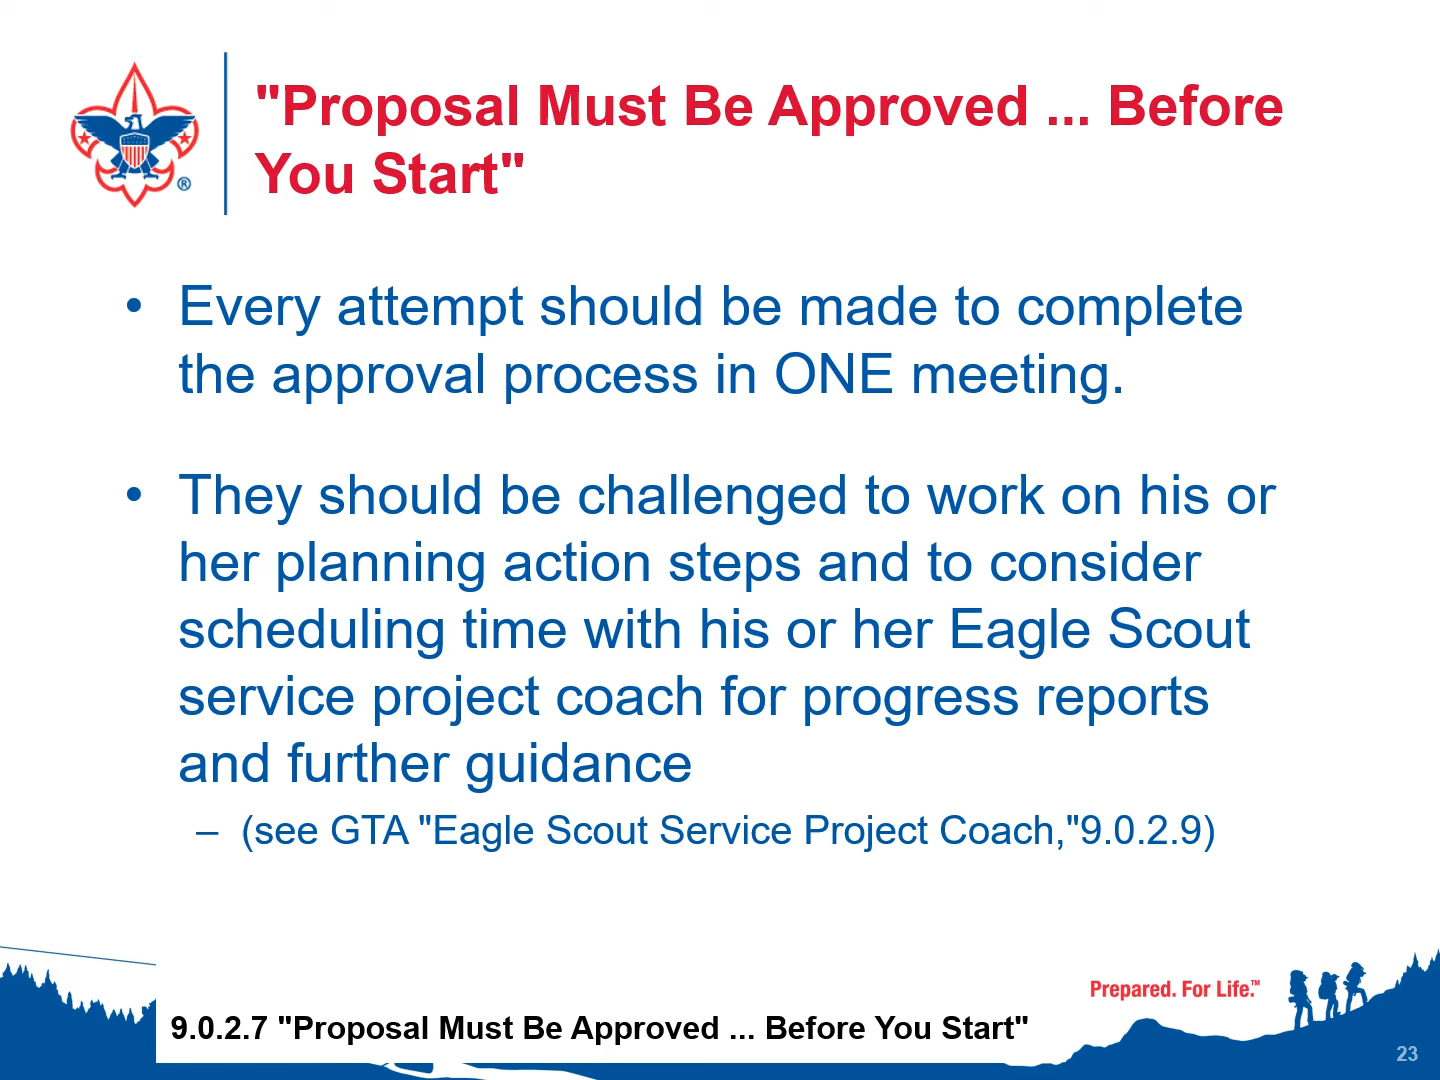 "Proposal Must Be Approved ... Before
You Start"
• Every attempt should be made to complete
the approval process in ONE meeting.
• They should be challenged to work on his or
her planning action steps and to consider
scheduling time with his or her Eagle Scout
service project coach for progress reports
and further guidance
– (see GTA "Eagle Scout Service Project Coach,"9.0.2.9)
Prepared. For Life.™
9.0.2.7 "Proposal Must Be Approved ... Before You Start"
23